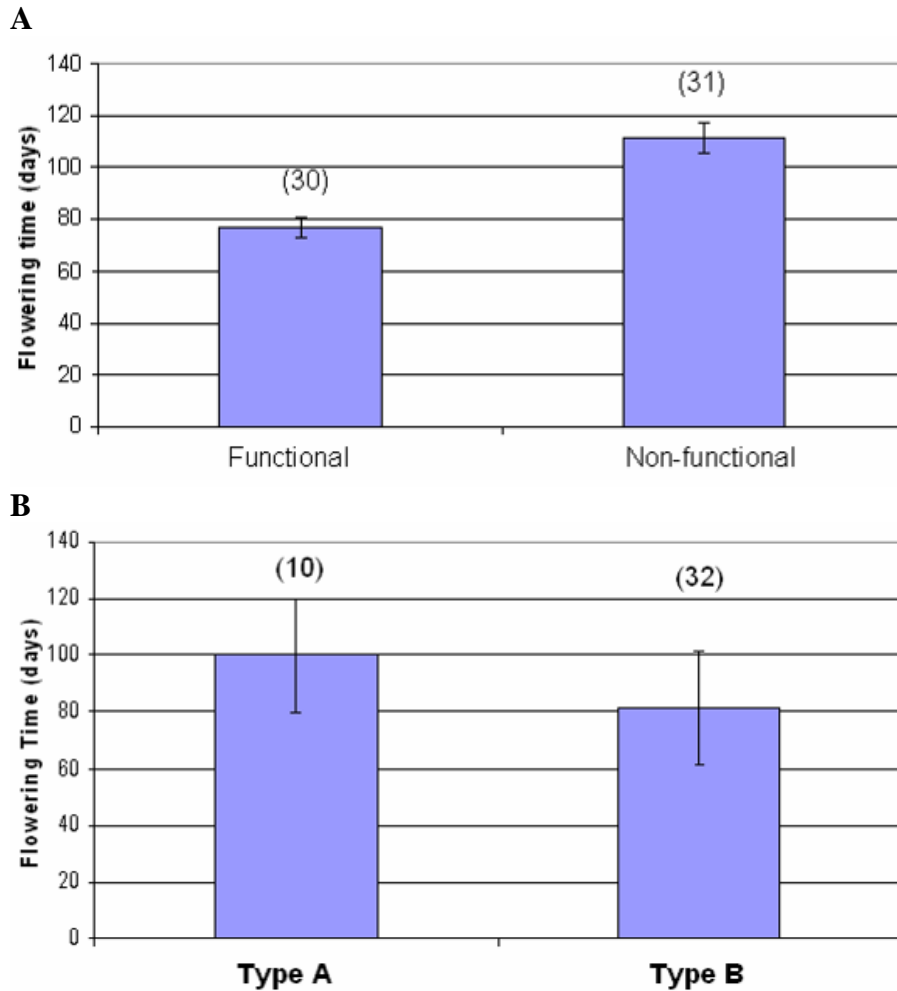 A
Flowering time (days)
140
120
100
80
60
40
20
0
(30)
(31)
Functional
Non-functional
B
Flowering Time (days)
140
120
100
80
60
40
20
0
(10)
(32)
Type A
Type B